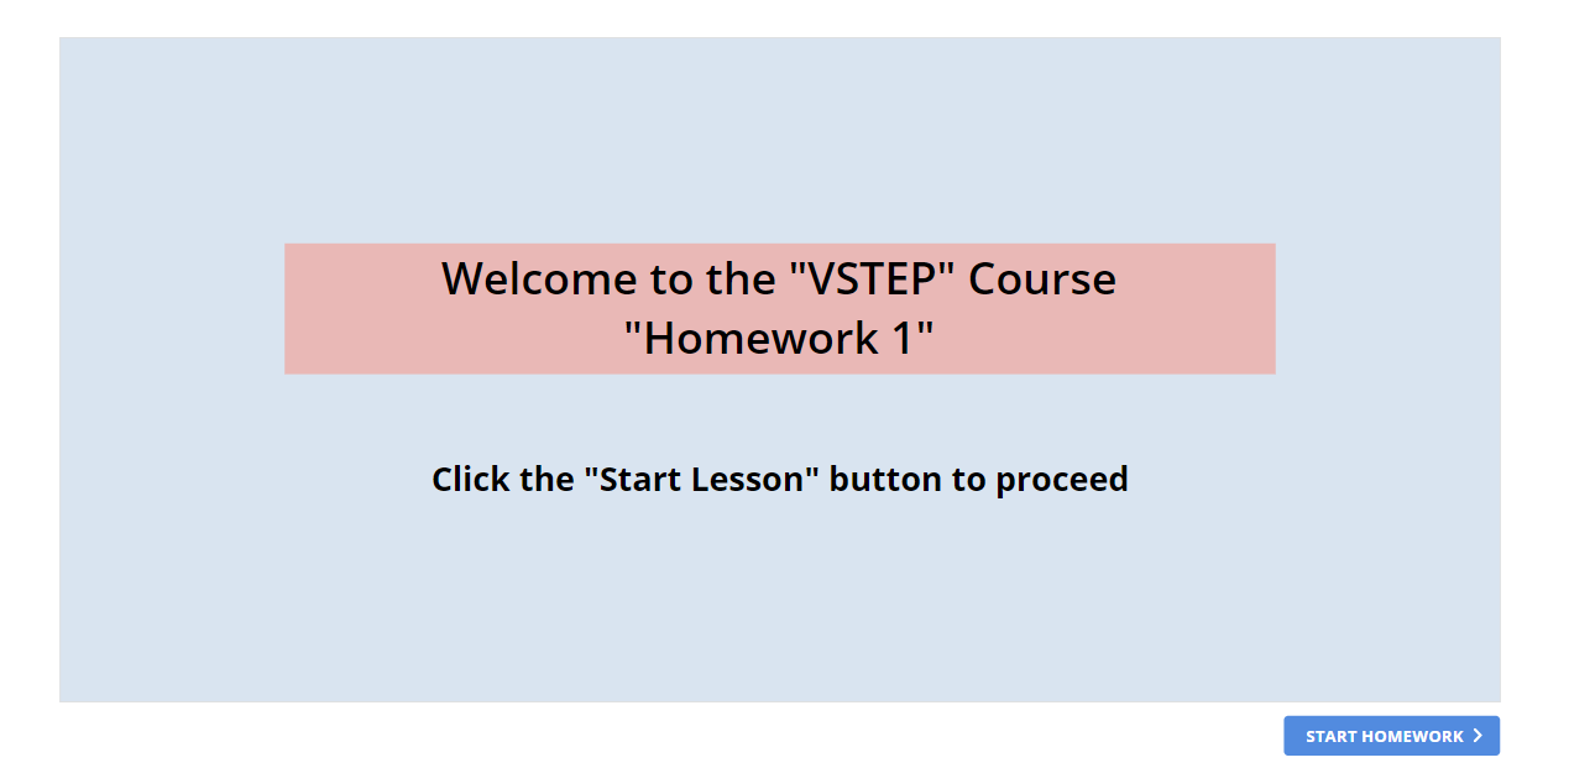 Welcome to the "VSTEP" Course
"Homework 1"
Click the "Start Lesson" button to proceed
START HOMEWORK